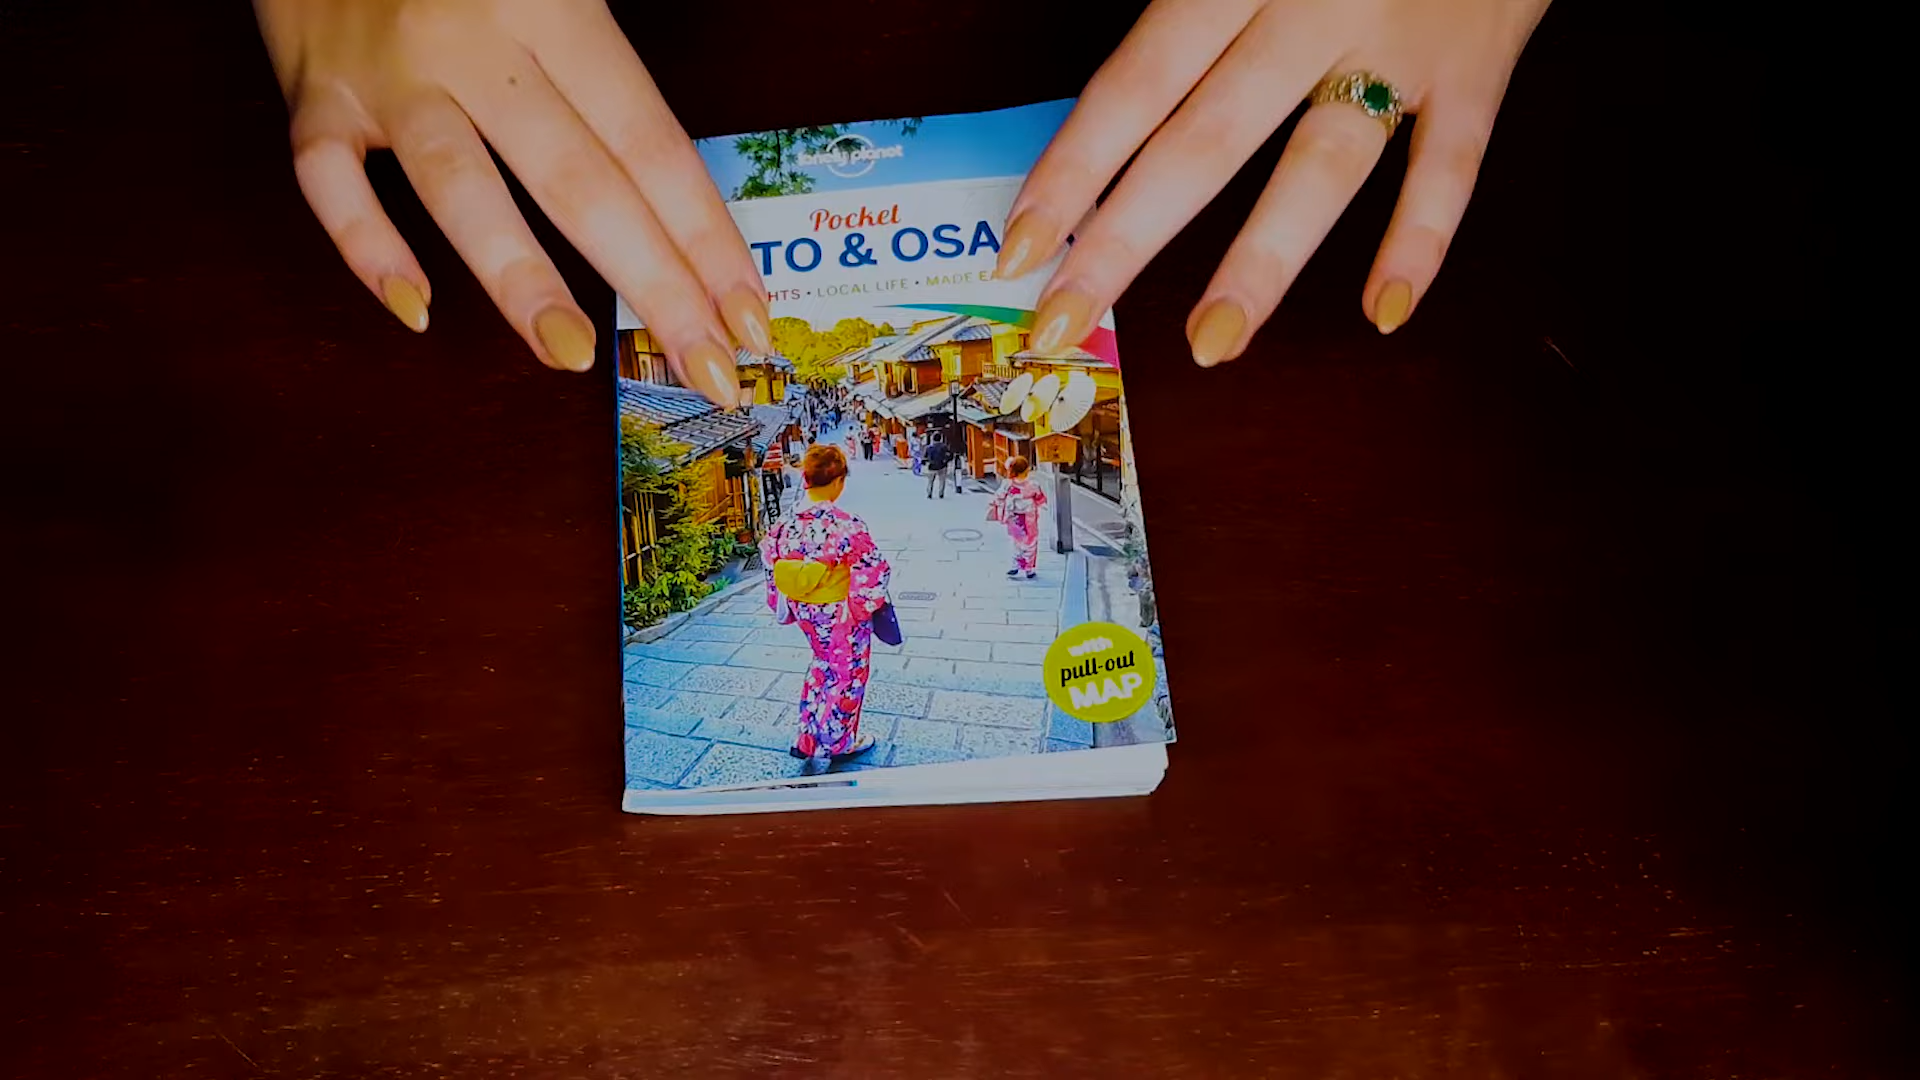 lonely planet
Pocket
TO & OSA
HTS • LOCAL LIFE • MADE EA
with
pull-out
MAP